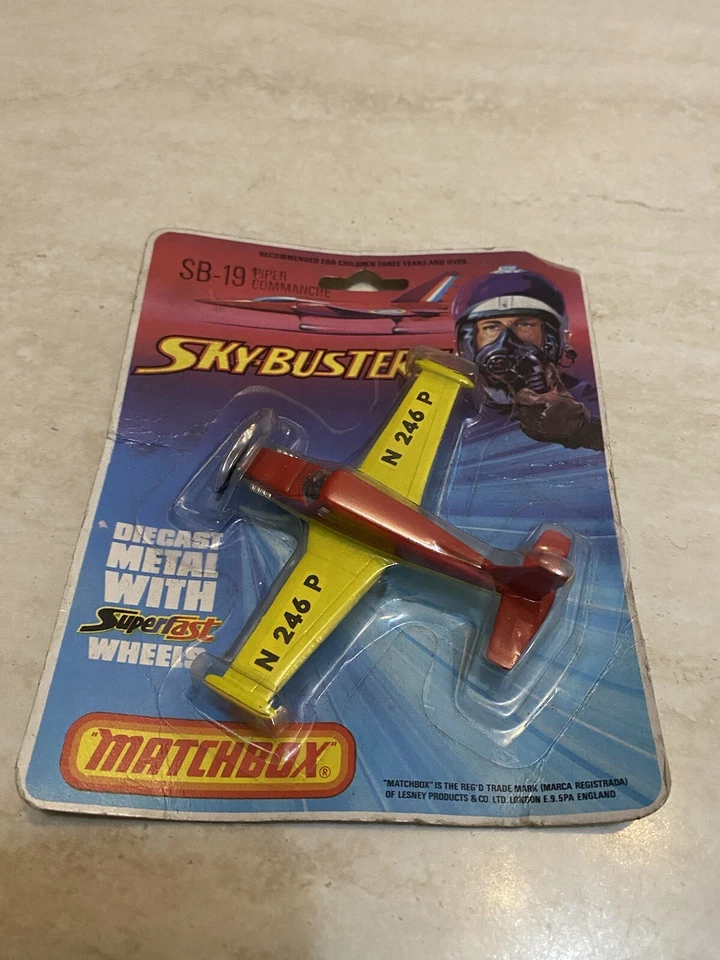 RECOMMENDED FOR CHILDREN THREE YEARS AND OVER.
SB-19 PIPER
COMMANCHE
SKY-BUSTER
N 246 P
N 246 P
DIECAST
METAL
WITH
SuperFast
WHEELS
"MATCHBOX"®
"MATCHBOX" IS THE REG'D TRADE MARK (MARCA REGISTRADA)
OF LESNEY PRODUCTS & CO. LTD. LONDON E.9.5PA ENGLAND